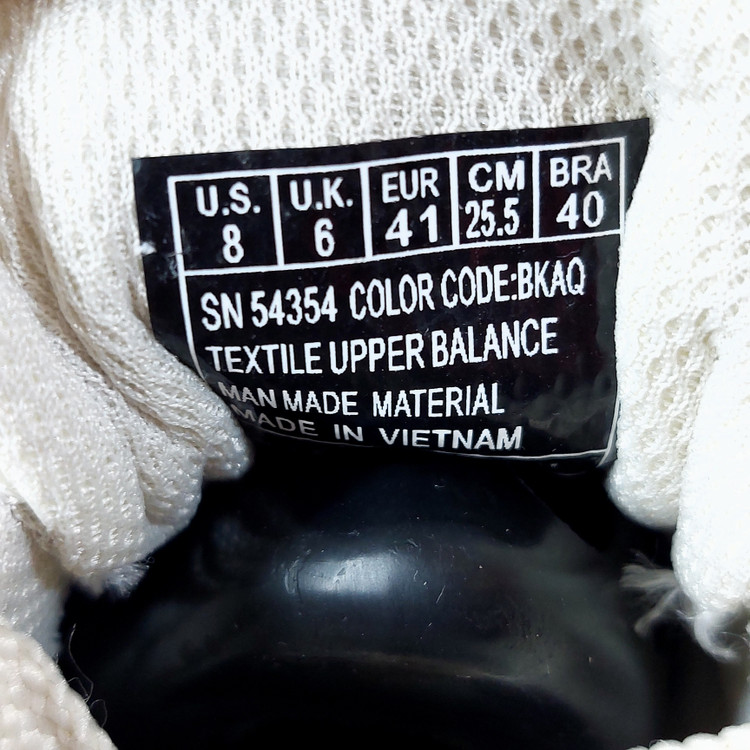 U.S. U.K. EUR CM BRA
8 6 41 25.5 40
SN 54354 COLOR CODE:BKAQ
TEXTILE UPPER BALANCE
MAN MADE MATERIAL
MADE IN VIETNAM